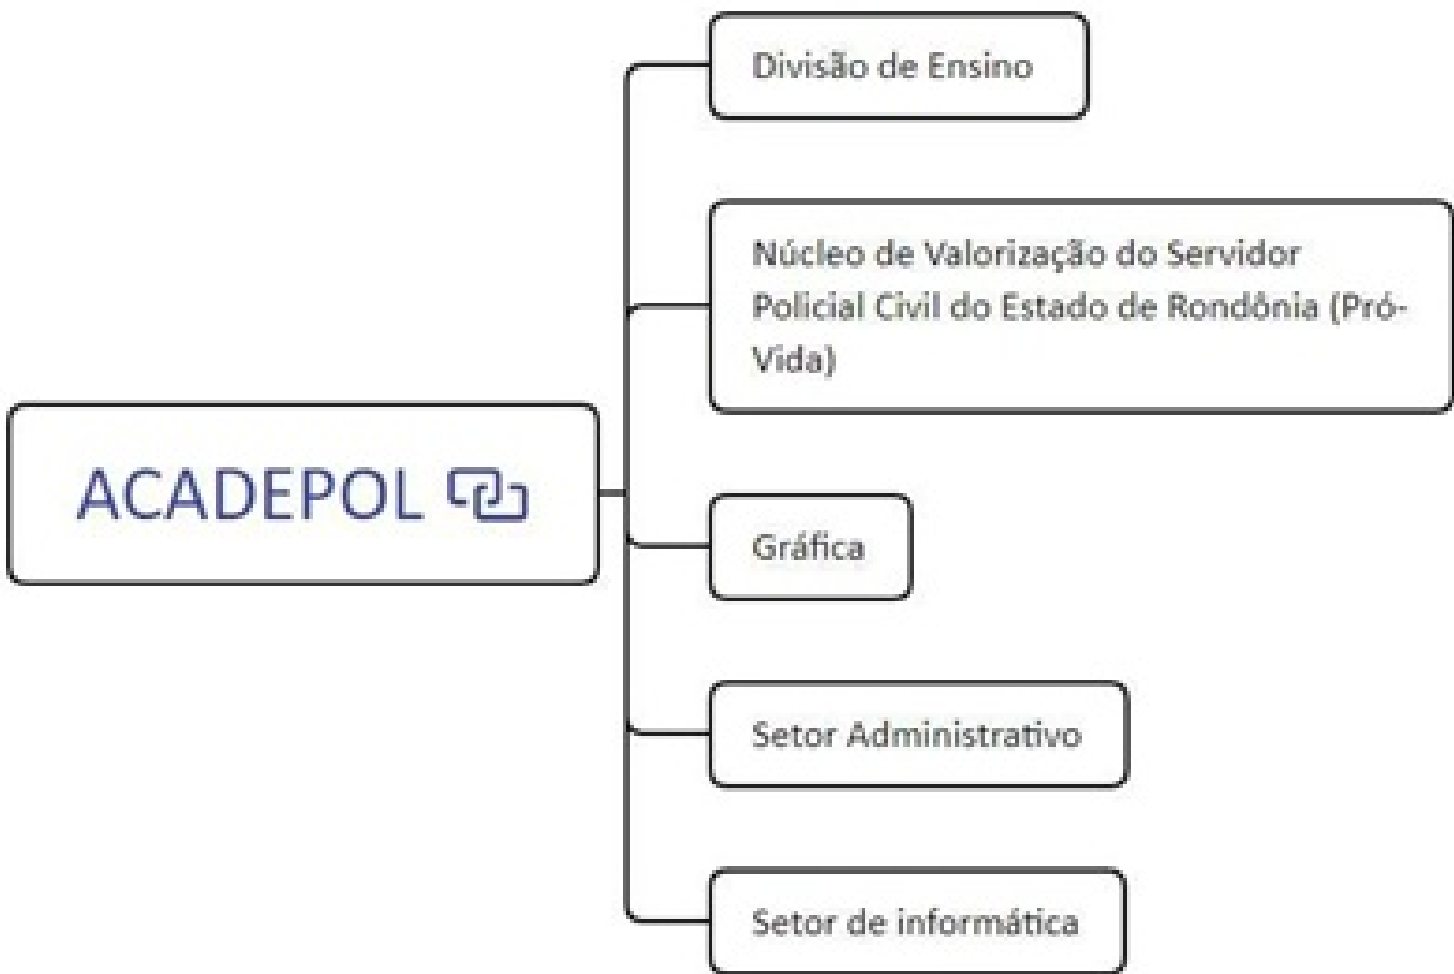 Divisão de Ensino
Núcleo de Valorização do Servidor
Policial Civil do Estado de Rondônia (Pró-
Vida)
ACADEPOL
Gráfica
Setor Administrativo
Setor de informática